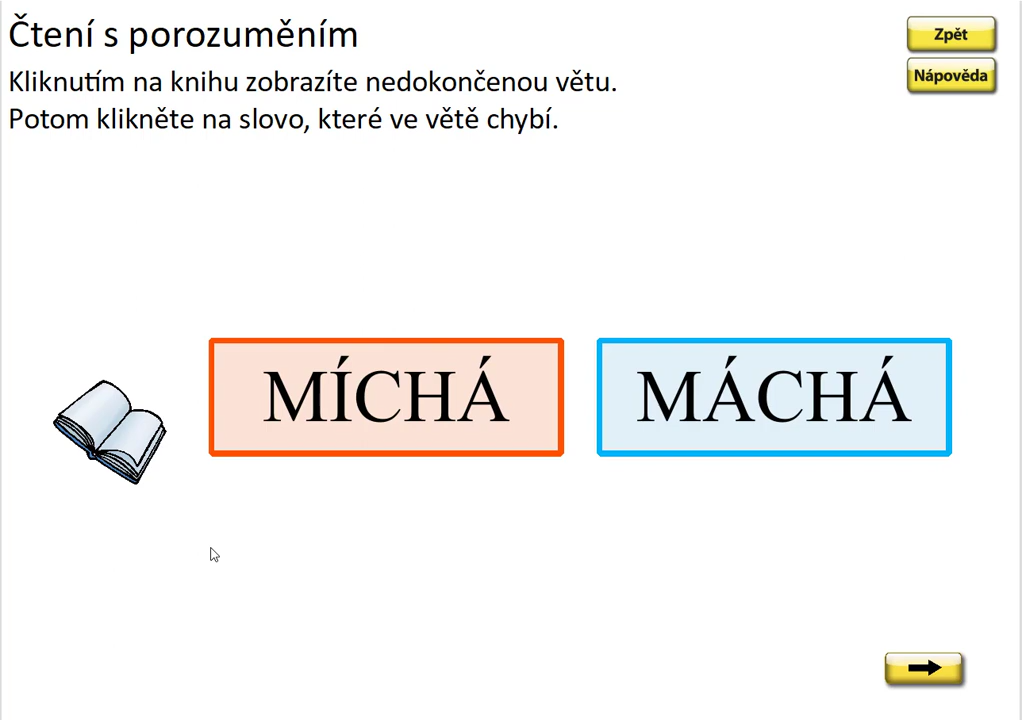 Čtení s porozuměním
Zpět
Kliknutím na knihu zobrazíte nedokončenou větu.
Nápověda
Potom klikněte na slovo, které ve větě chybí.
MÍCHÁ
MÁCHÁ